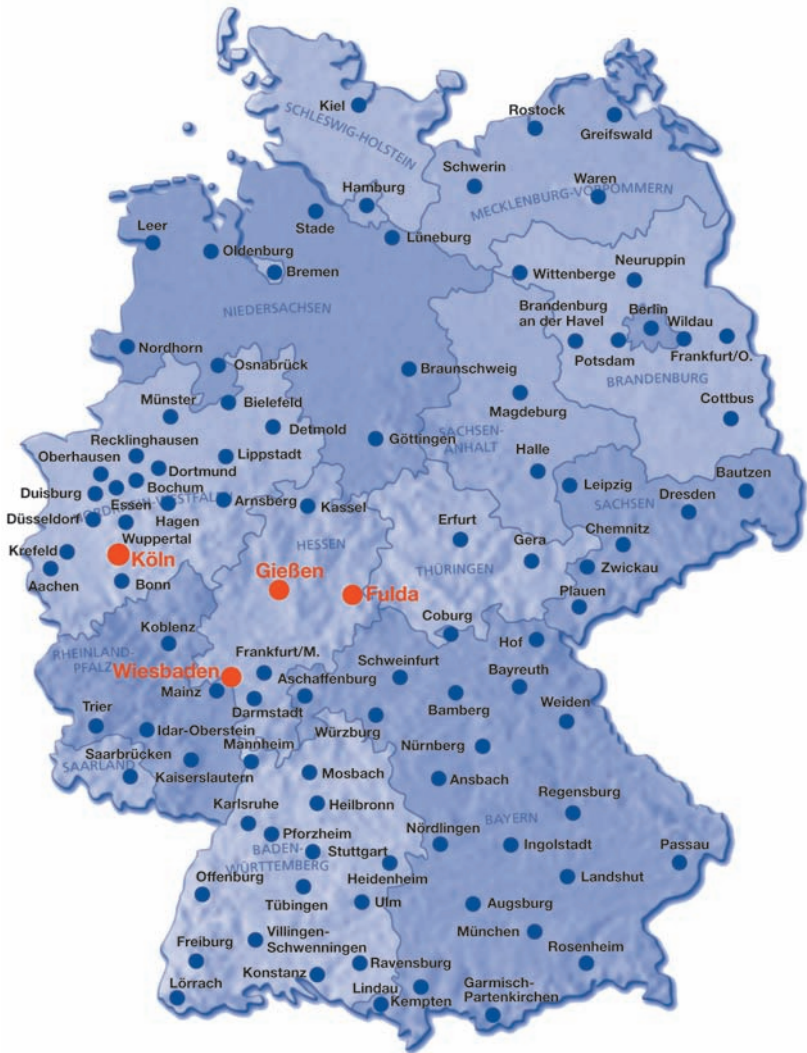 Kiel
SCHLESWIG-HOLSTEIN
Rostock
Greifswald
Schwerin
Waren
MECKLENBURG-VORPOMMERN
Hamburg
Stade
Lüneburg
Leer
Oldenburg
Bremen
Wittenberge
Neuruppin
NIEDERSACHSEN
Brandenburg
an der Havel
Berlin
Wildau
Potsdam
Frankfurt/O.
BRANDENBURG
Nordhorn
Osnabrück
Braunschweig
Münster
Bielefeld
Magdeburg
Cottbus
Detmold
Göttingen
SACHSEN-
ANHALT
Recklinghausen
Oberhausen
Lippstadt
Dortmund
Halle
Leipzig
Bautzen
Duisburg
Bochum
NORDRHEIN-WESTFALEN
Essen
Arnsberg
Kassel
SACHSEN
Dresden
Düsseldorf
Hagen
Wuppertal
HESSEN
Erfurt
Chemnitz
Krefeld
Köln
Gera
THÜRINGEN
Zwickau
Aachen
Bonn
Gießen
Fulda
Plauen
Coburg
Hof
Koblenz
RHEINLAND-
PFALZ
Frankfurt/M.
Wiesbaden
Schweinfurt
Bayreuth
Aschaffenburg
Mainz
Darmstadt
Bamberg
Weiden
Trier
Idar-Oberstein
Würzburg
Mannheim
Nürnberg
Saarbrücken
SAARLAND
Kaiserslautern
Mosbach
Ansbach
Regensburg
Karlsruhe
Heilbronn
BAYERN
Pforzheim
Nördlingen
BADEN-
WÜRTTEMBERG
Stuttgart
Ingolstadt
Passau
Offenburg
Heidenheim
Landshut
Tübingen
Ulm
Augsburg
Villingen-
Schwenningen
München
Freiburg
Rosenheim
Konstanz
Ravensburg
Lörrach
Lindau
Kempten
Garmisch-
Partenkirchen